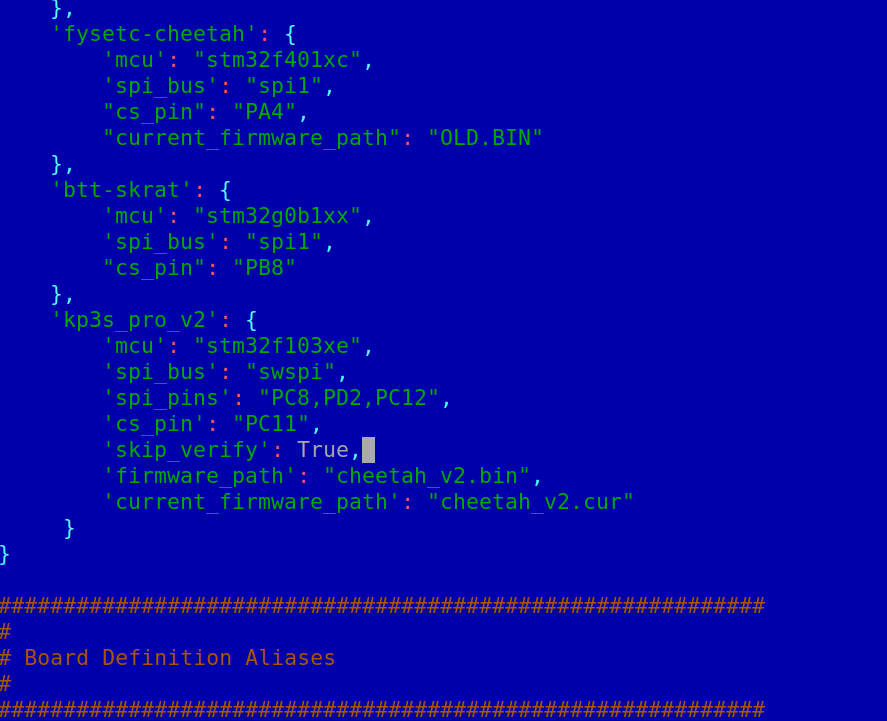 },
    'fysetc-cheetah': {
        'mcu': "stm32f401xc",
        'spi_bus': "spi1",
        "cs_pin": "PA4",
        "current_firmware_path": "OLD.BIN"
    },
    'btt-skrat': {
        'mcu': "stm32g0b1xx",
        'spi_bus': "spi1",
        "cs_pin": "PB8"
    },
    'kp3s_pro_v2': {
        'mcu': "stm32f103xe",
        'spi_bus': "swspi",
        'spi_pins': "PC8,PD2,PC12",
        'cs_pin': "PC11",
        'skip_verify': True,
        'firmware_path': "cheetah_v2.bin",
        'current_firmware_path': "cheetah_v2.cur"
     }
}
###########################################################
#
# Board Definition Aliases
#
###########################################################